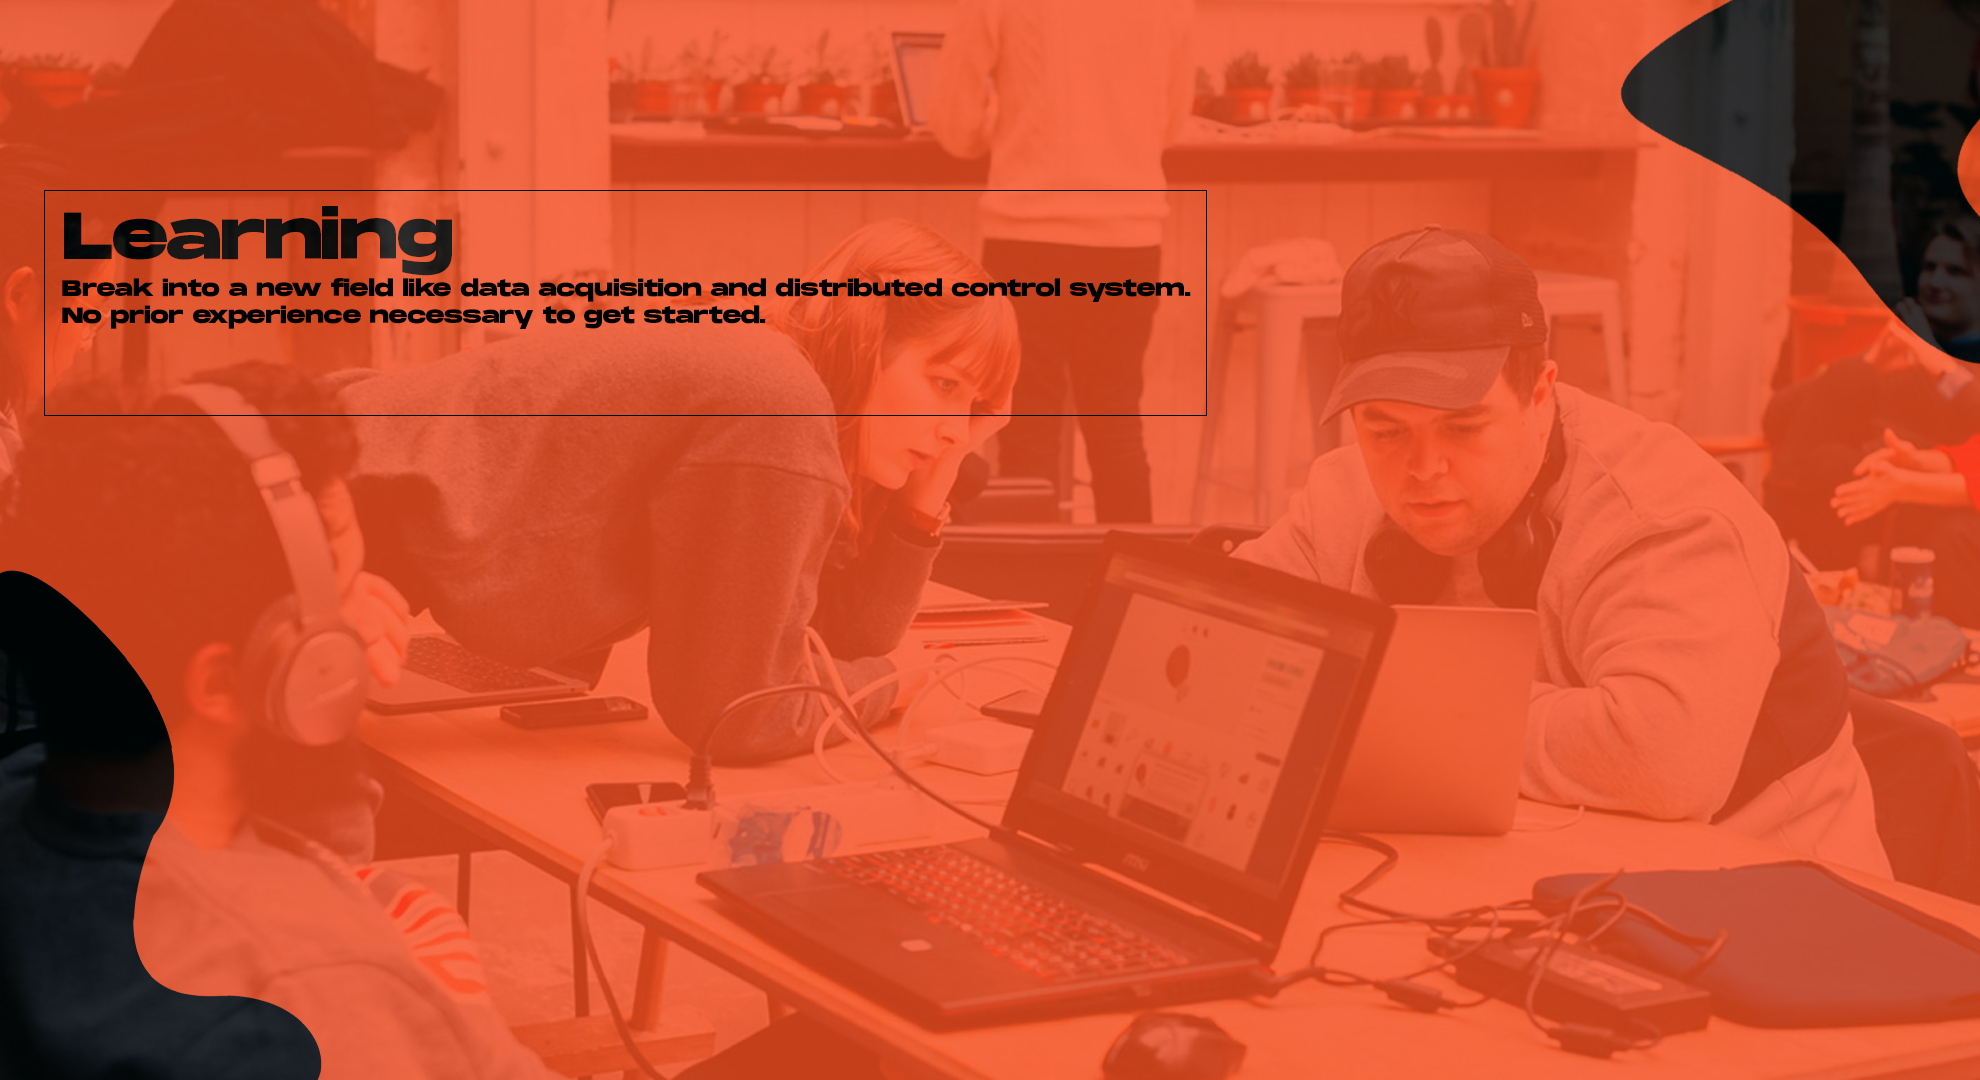 Learning
Break into a new field like data acquisition and distributed control system.
No prior experience necessary to get started.
msi